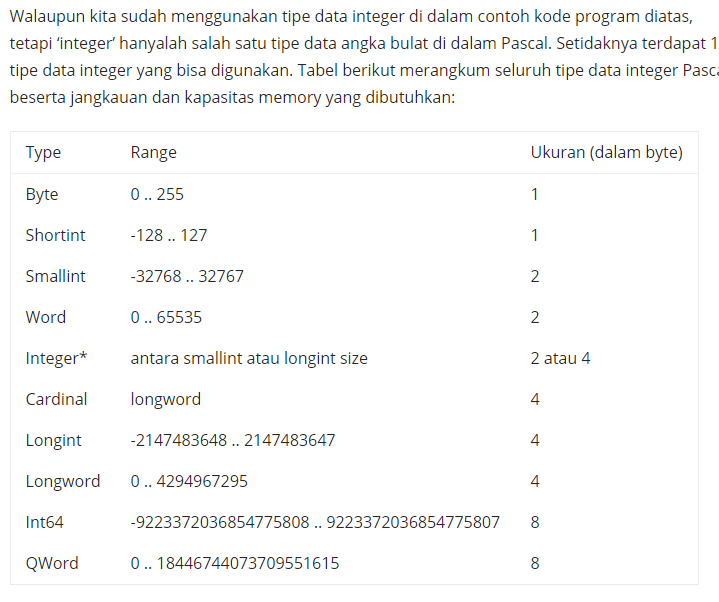 Walaupun kita sudah menggunakan tipe data integer di dalam contoh kode program diatas,
tetapi ‘integer’ hanyalah salah satu tipe data angka bulat di dalam Pascal. Setidaknya terdapat 1
tipe data integer yang bisa digunakan. Tabel berikut merangkum seluruh tipe data integer
beserta jangkauan dan kapasitas memory yang dibutuhkan:
Type Range Ukuran (dalam byte)
Byte 0 .. 255 1
Shortint -128 .. 127 1
Smallint -32768 .. 32767 2
Word 0 .. 65535 2
Integer* antara smallint atau longint size 2 atau 4
Cardinal longword 4
Longint -2147483648 .. 2147483647 4
Longword 0 .. 4294967295 4
Int64 -9223372036854775808 .. 9223372036854775807 8
QWord 0 .. 18446744073709551615 8